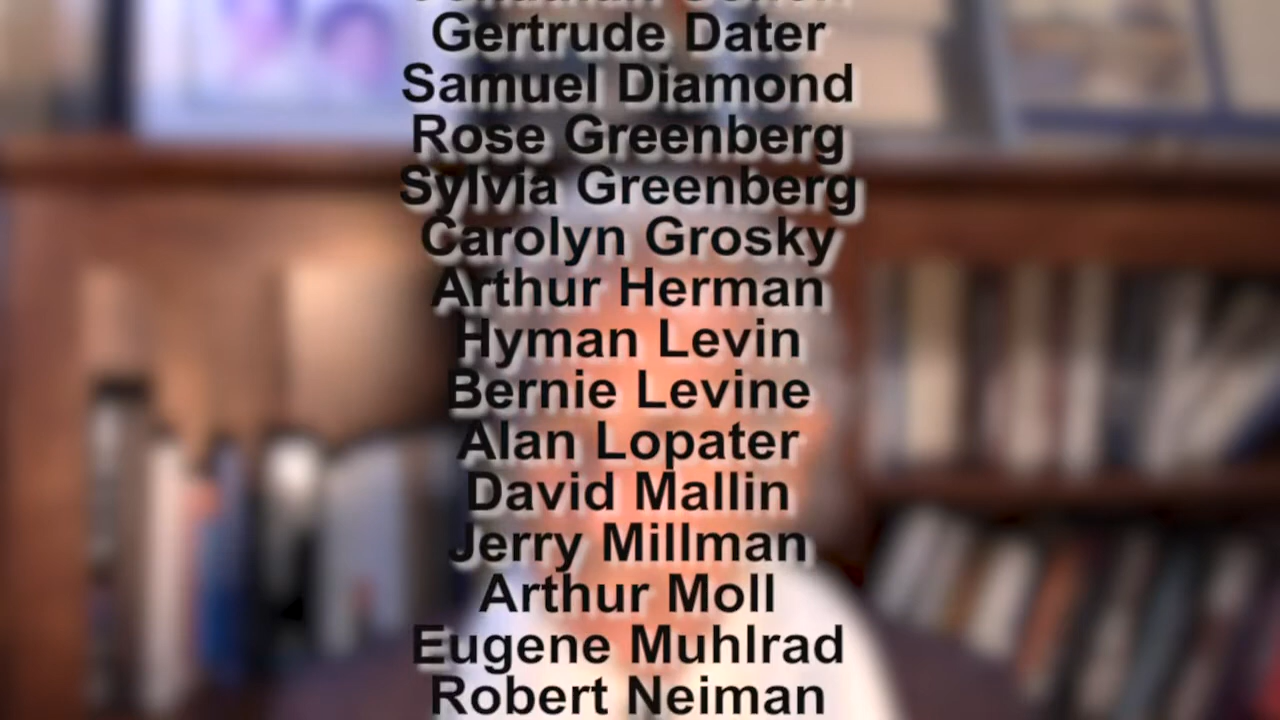 Gertrude Dater
Samuel Diamond
Rose Greenberg
Sylvia Greenberg
Carolyn Grosky
Arthur Herman
Hyman Levin
Bernie Levine
Alan Lopater
David Mallin
Jerry Millman
Arthur Moll
Eugene Muhlrad
Robert Neiman